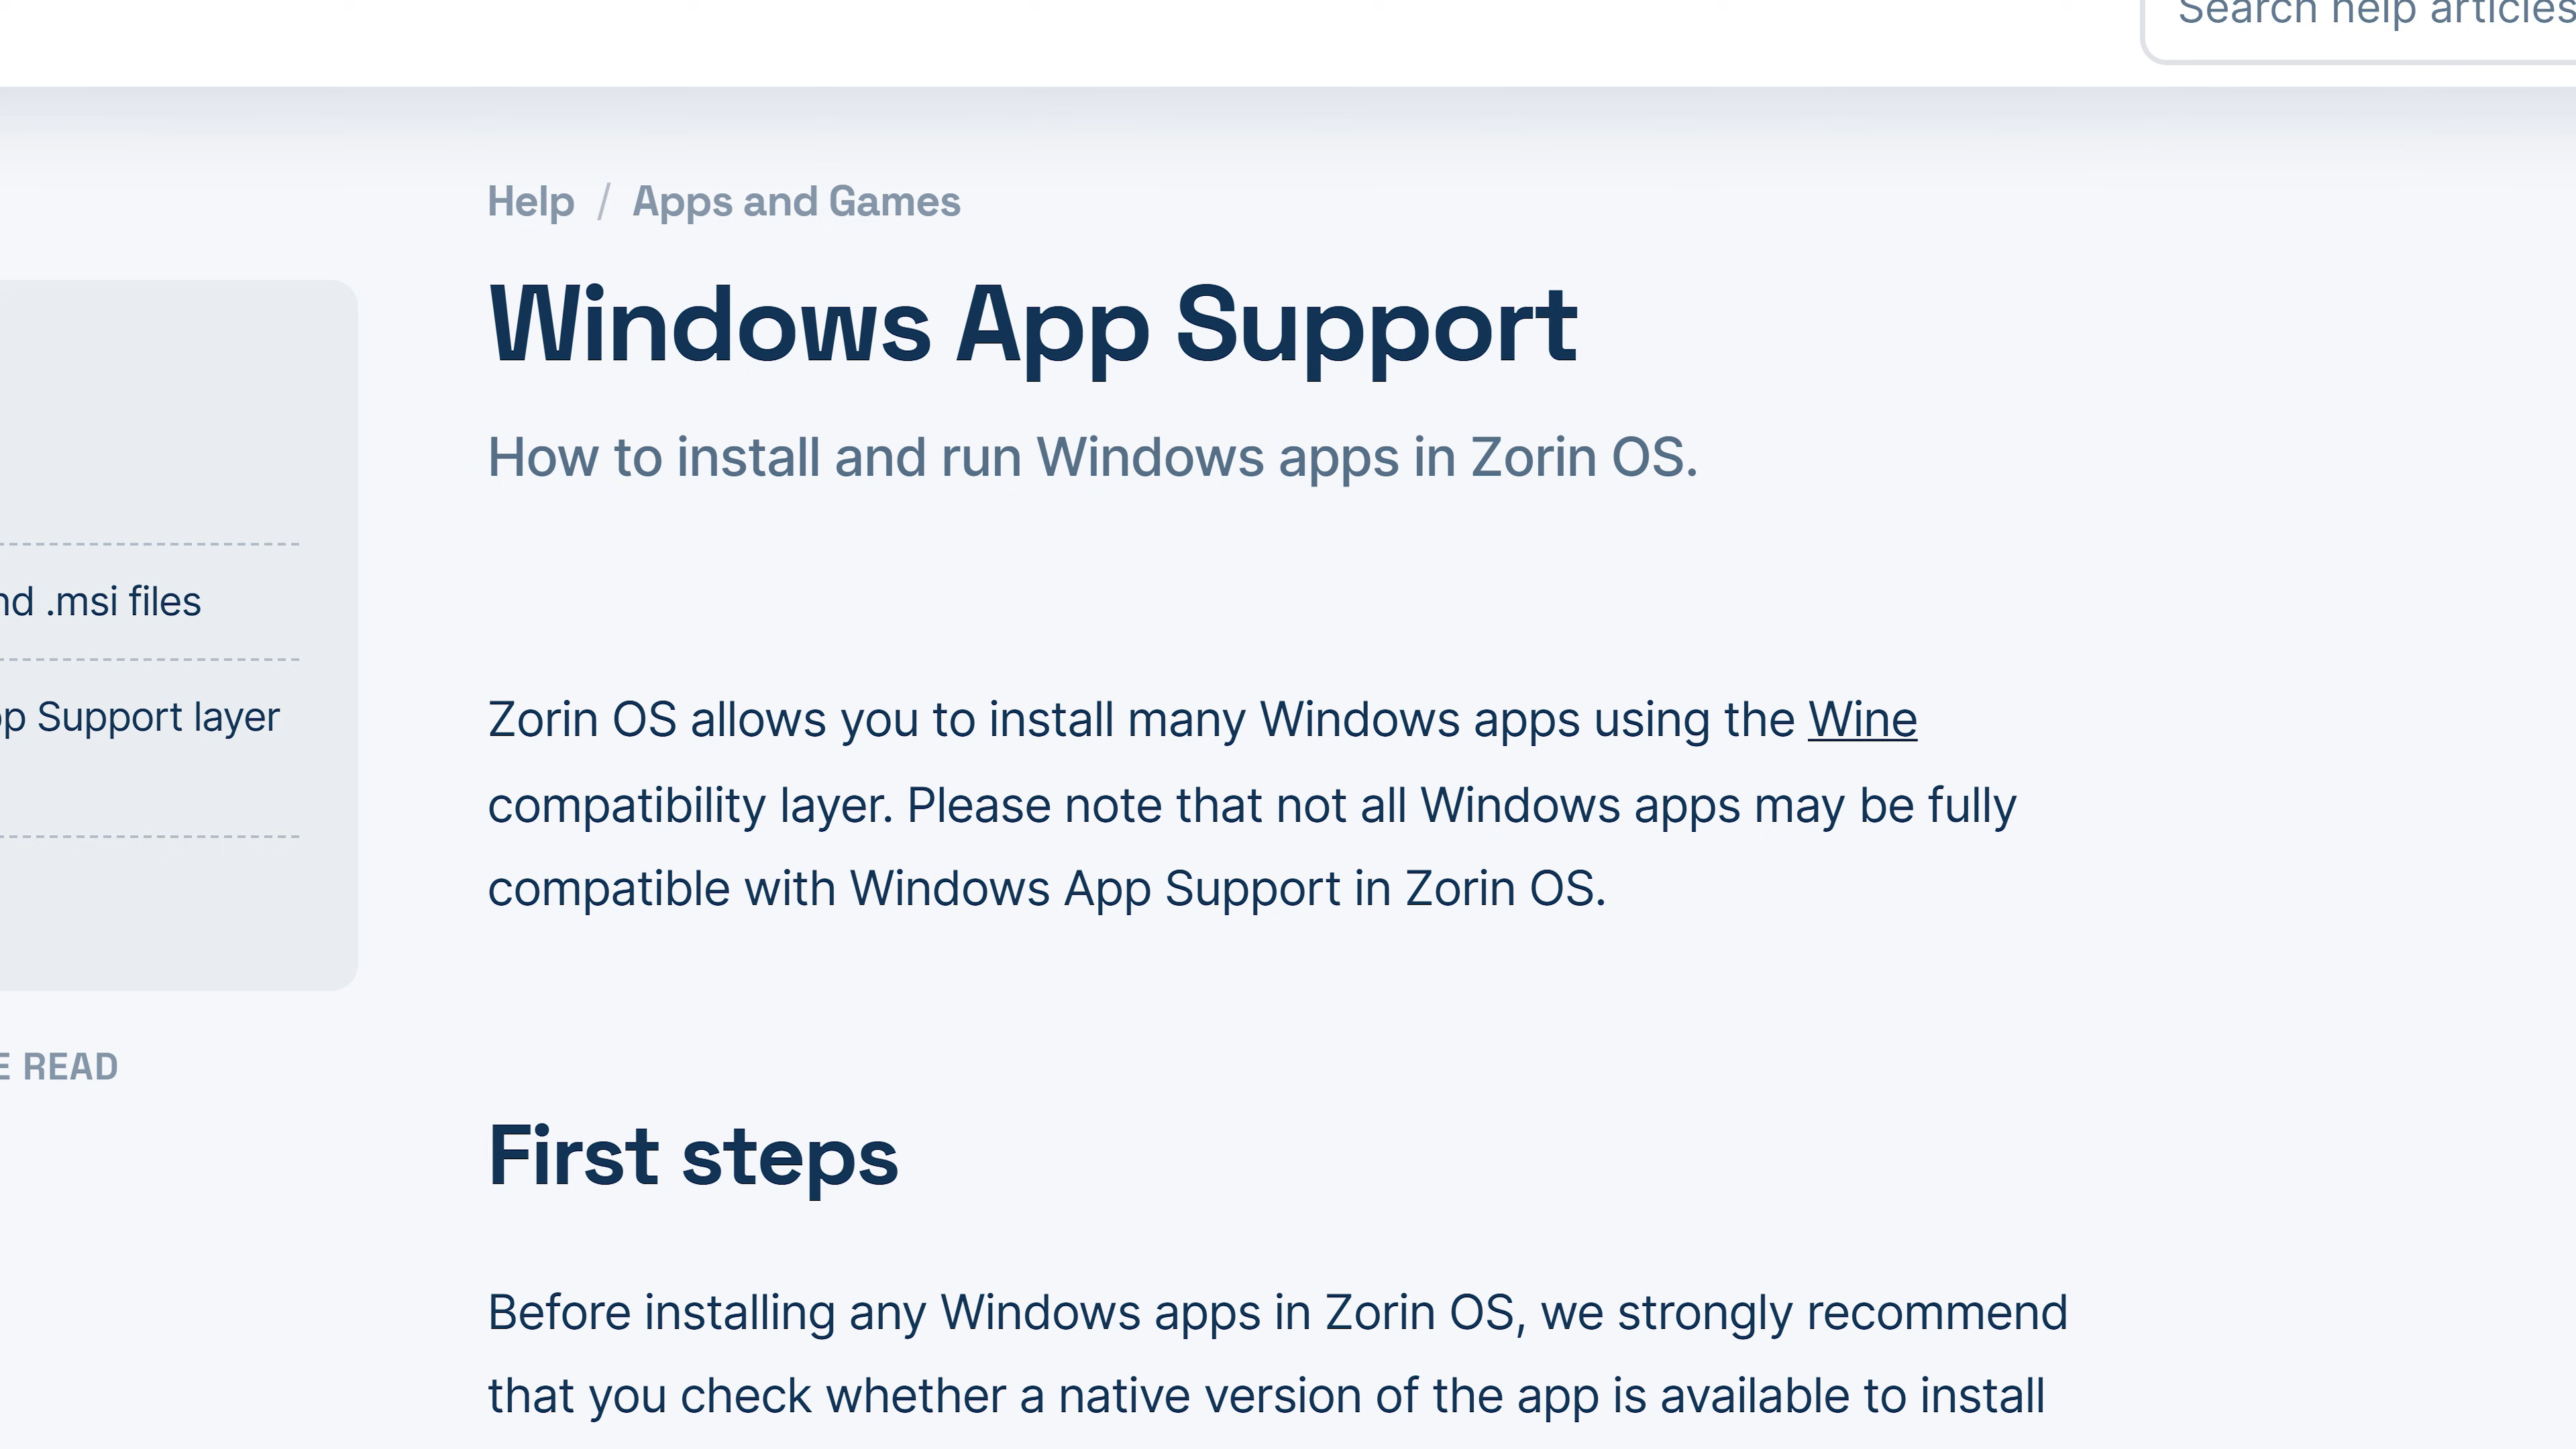 Search help articles
Help / Apps and Games
Windows App Support
How to install and run Windows apps in Zorin OS.
.msi files
Support layer
READ
Zorin OS allows you to install many Windows apps using the Wine
compatibility layer. Please note that not all Windows apps may be fully
compatible with Windows App Support in Zorin OS.
First steps
Before installing any Windows apps in Zorin OS, we strongly recommend
that you check whether a native version of the app is available to install